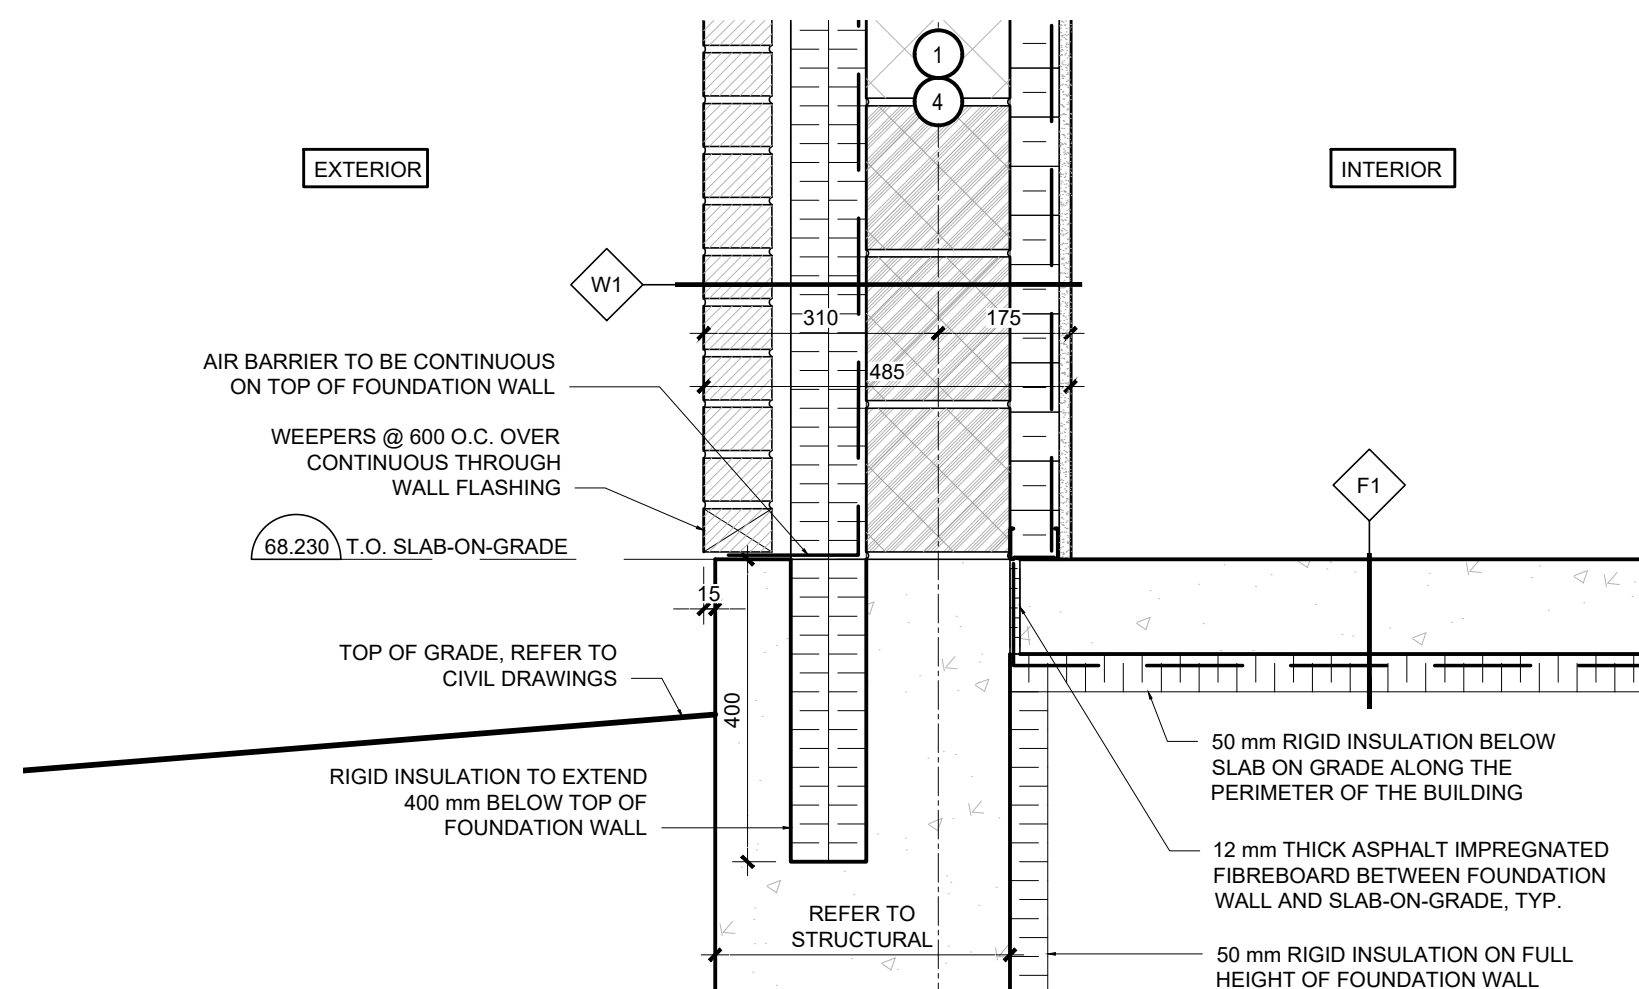 1
4
EXTERIOR
INTERIOR
W1
310
175
485
AIR BARRIER TO BE CONTINUOUS
ON TOP OF FOUNDATION WALL
WEEPERS @ 600 O.C. OVER
CONTINUOUS THROUGH
WALL FLASHING
F1
68.230 T.O. SLAB-ON-GRADE
15
TOP OF GRADE, REFER TO
CIVIL DRAWINGS
400
RIGID INSULATION TO EXTEND
400 mm BELOW TOP OF
FOUNDATION WALL
50 mm RIGID INSULATION BELOW
SLAB ON GRADE ALONG THE
PERIMETER OF THE BUILDING
12 mm THICK ASPHALT IMPREGNATED
FIBREBOARD BETWEEN FOUNDATION
WALL AND SLAB-ON-GRADE, TYP.
REFER TO
STRUCTURAL
50 mm RIGID INSULATION ON FULL
HEIGHT OF FOUNDATION WALL